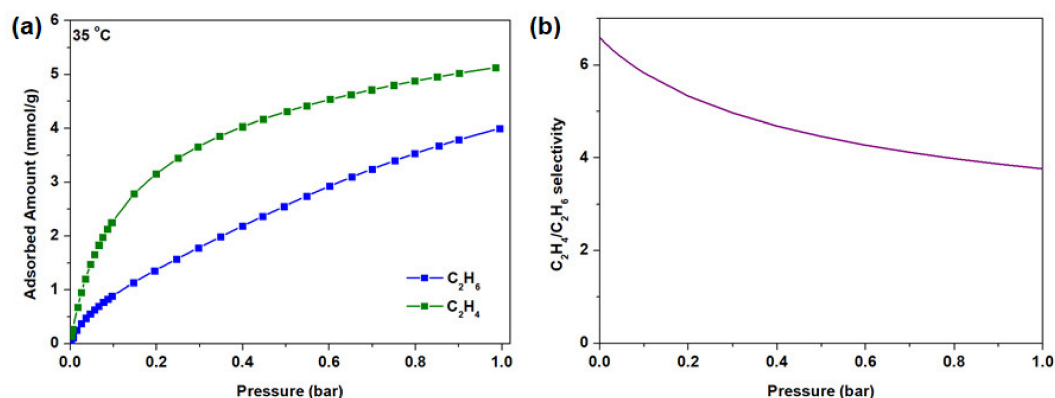 (a)
35 °C
6
5
4
3
2
1
0
0.0 0.2 0.4 0.6 0.8 1.0
Adsorbed Amount (mmol/g)
Pressure (bar)
C₂H₆
C₂H₄
(b)
6
4
2
0
0.0 0.2 0.4 0.6 0.8 1.0
C₂H₄/C₂H₆ selectivity
Pressure (bar)